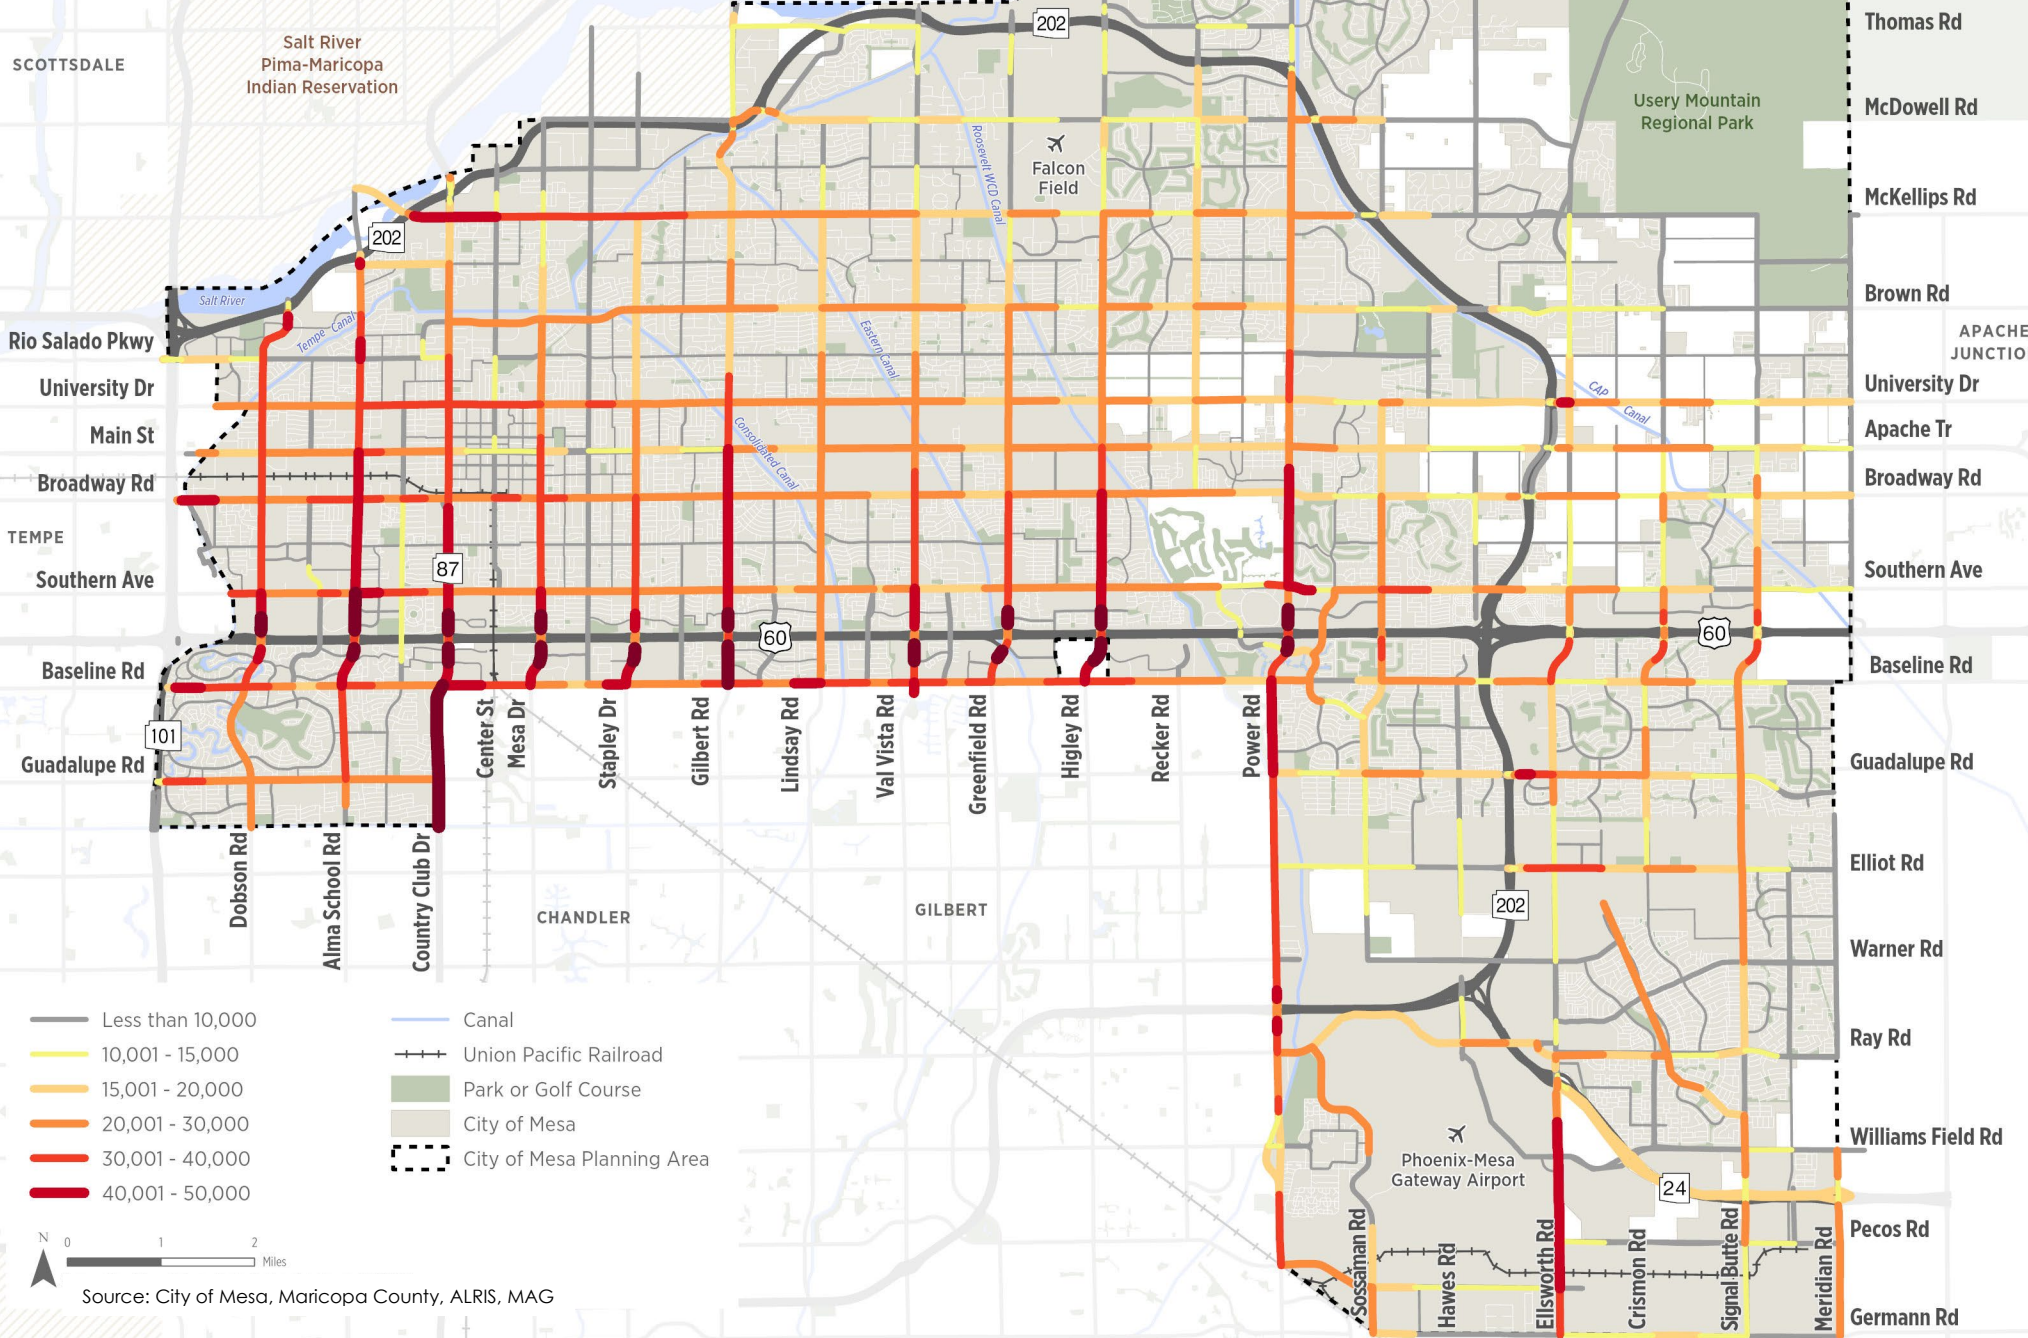 Thomas Rd
McDowell Rd
McKellips Rd
Brown Rd
University Dr
Apache Tr
Broadway Rd
Southern Ave
Baseline Rd
Guadalupe Rd
Elliot Rd
Warner Rd
Ray Rd
Williams Field Rd
Pecos Rd
Germann Rd
SCOTTSDALE
Salt River
Pima-Maricopa
Indian Reservation
202
Usery Mountain
Regional Park
Falcon
Field
Roosevelt WCD Canal
202
Salt River
Tempe Canal
Eastern Canal
Consolidated Canal
CAP
Canal
APACHE
JUNCTIO
Rio Salado Pkwy
University Dr
Main St
Broadway Rd
TEMPE
Southern Ave
Baseline Rd
Guadalupe Rd
87
60
60
101
Dobson Rd
Alma School Rd
Country Club Dr
Center St
Mesa Dr
Stapley Dr
Gilbert Rd
Lindsay Rd
Val Vista Rd
Greenfield Rd
Higley Rd
Recker Rd
Power Rd
CHANDLER
GILBERT
202
Phoenix-Mesa
Gateway Airport
24
Sossaman Rd
Hawes Rd
Ellsworth Rd
Crismon Rd
Signal Butte Rd
Meridian Rd
Less than 10,000
10,001 - 15,000
15,001 - 20,000
20,001 - 30,000
30,001 - 40,000
40,001 - 50,000
Canal
Union Pacific Railroad
Park or Golf Course
City of Mesa
City of Mesa Planning Area
N
0 1 2
Miles
Source: City of Mesa, Maricopa County, ALRIS, MAG